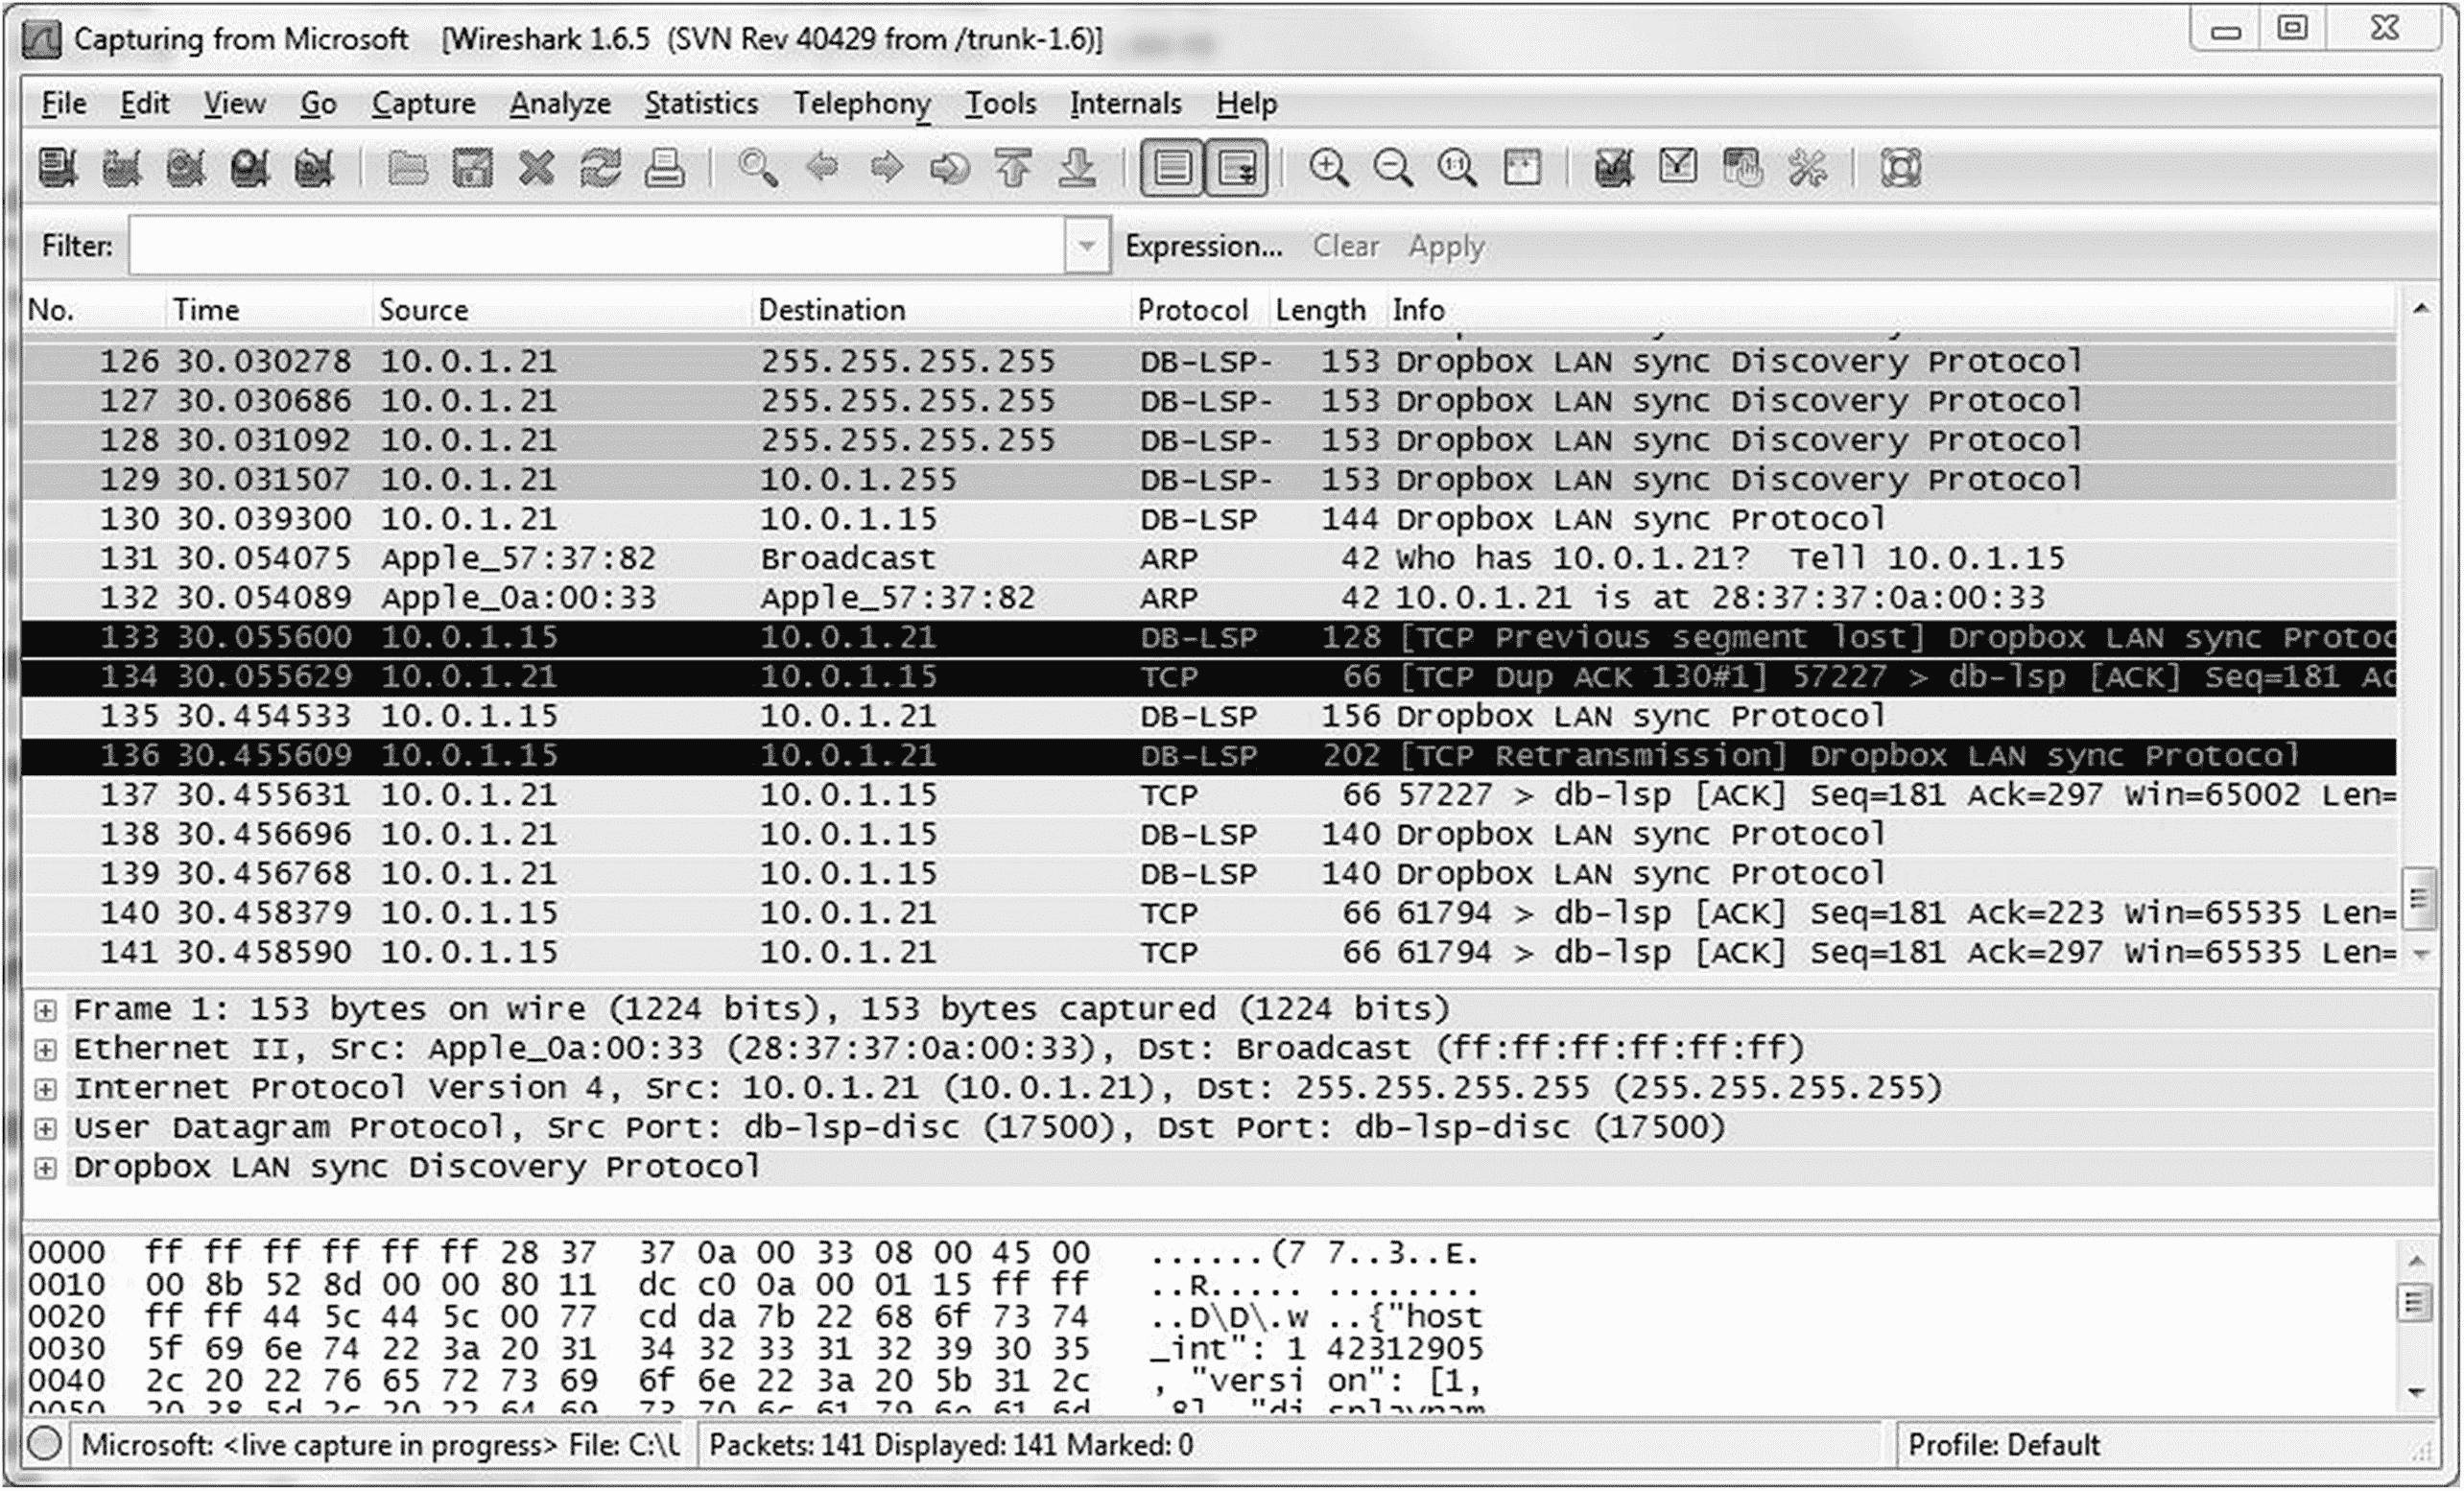 Capturing from Microsoft [Wireshark 1.6.5 (SVN Rev 40429 from /trunk-1.6)]
File Edit View Go Capture Analyze Statistics Telephony Tools Internals Help
Filter: Expression... Clear Apply
No. Time Source Destination Protocol Length Info
126 30.030278 10.0.1.21 255.255.255.255 DB-LSP- 153 Dropbox LAN sync Discovery Protocol
127 30.030686 10.0.1.21 255.255.255.255 DB-LSP- 153 Dropbox LAN sync Discovery Protocol
128 30.031092 10.0.1.21 255.255.255.255 DB-LSP- 153 Dropbox LAN sync Discovery Protocol
129 30.031507 10.0.1.21 10.0.1.255 DB-LSP- 153 Dropbox LAN sync Discovery Protocol
130 30.039300 10.0.1.21 10.0.1.15 DB-LSP 144 Dropbox LAN sync Protocol
131 30.054075 Apple_57:37:82 Broadcast ARP 42 Who has 10.0.1.21? Tell 10.0.1.15
132 30.054089 Apple_0a:00:33 Apple_57:37:82 ARP 42 10.0.1.21 is at 28:37:37:0a:00:33
133 30.055600 10.0.1.15 10.0.1.21 DB-LSP 128 [TCP Previous segment lost] Dropbox LAN sync Protoc
134 30.055629 10.0.1.21 10.0.1.15 TCP 66 [TCP Dup ACK 130#1] 57227 > db-lsp [ACK] Seq=181 Ac
135 30.454533 10.0.1.15 10.0.1.21 DB-LSP 156 Dropbox LAN sync Protocol
136 30.455609 10.0.1.15 10.0.1.21 DB-LSP 202 [TCP Retransmission] Dropbox LAN sync Protocol
137 30.455631 10.0.1.21 10.0.1.15 TCP 66 57227 > db-lsp [ACK] Seq=181 Ack=297 Win=65002 Len=
138 30.456696 10.0.1.21 10.0.1.15 DB-LSP 140 Dropbox LAN sync Protocol
139 30.456768 10.0.1.21 10.0.1.15 DB-LSP 140 Dropbox LAN sync Protocol
140 30.458379 10.0.1.15 10.0.1.21 TCP 66 61794 > db-lsp [ACK] Seq=181 Ack=223 Win=65535 Len=
141 30.458590 10.0.1.15 10.0.1.21 TCP 66 61794 > db-lsp [ACK] Seq=181 Ack=297 Win=65535 Len=
Frame 1: 153 bytes on wire (1224 bits), 153 bytes captured (1224 bits)
Ethernet II, Src: Apple_0a:00:33 (28:37:37:0a:00:33), Dst: Broadcast (ff:ff:ff:ff:ff:ff)
Internet Protocol Version 4, Src: 10.0.1.21 (10.0.1.21), Dst: 255.255.255.255 (255.255.255.255)
User Datagram Protocol, Src Port: db-lsp-disc (17500), Dst Port: db-lsp-disc (17500)
Dropbox LAN sync Discovery Protocol
0000 ff ff ff ff ff ff 28 37 37 0a 00 33 08 00 45 00 ......(7 7..3..E.
0010 00 8b 52 8d 00 00 80 11 dc c0 0a 00 01 15 ff ff ..R..... ........
0020 ff ff 44 5c 44 5c 00 77 cd da 7b 22 68 6f 73 74 ..D\D\.w ..{"host
0030 5f 69 6e 74 22 3a 20 31 34 32 33 31 32 39 30 35 _int": 1 42312905
0040 2c 20 22 76 65 72 73 69 6f 6e 22 3a 20 5b 31 2c , "versi on": [1,
0050 20 38 5d 2c 20 22 64 69 73 70 6c 61 79 6e 61 6d 8], "di splaynam
Microsoft: <live capture in progress> File: C:\U Packets: 141 Displayed: 141 Marked: 0 Profile: Default